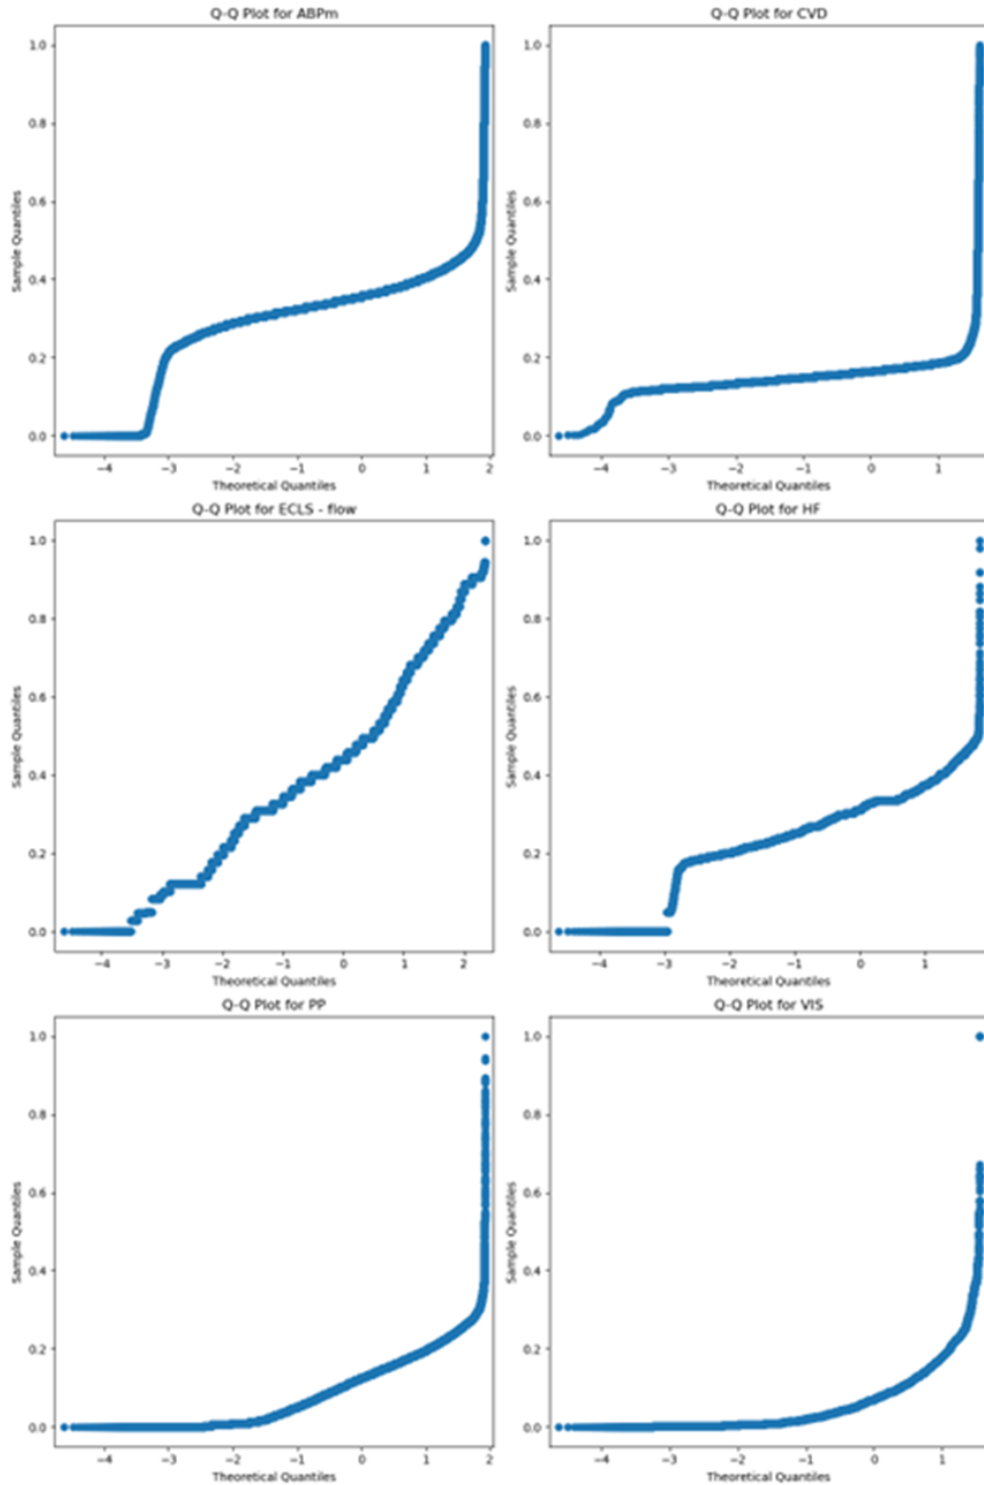 Q-Q Plot for ABPm
Sample Quantiles
1.0
0.8
0.6
0.4
0.2
0.0
−4 −3 −2 −1 0 1 2
Theoretical Quantiles
Q-Q Plot for CVD
Sample Quantiles
1.0
0.8
0.6
0.4
0.2
0.0
−4 −3 −2 −1 0 1
Theoretical Quantiles
Q-Q Plot for ECLS - flow
Sample Quantiles
1.0
0.8
0.6
0.4
0.2
0.0
−4 −3 −2 −1 0 1 2
Theoretical Quantiles
Q-Q Plot for HF
Sample Quantiles
1.0
0.8
0.6
0.4
0.2
0.0
−4 −3 −2 −1 0 1
Theoretical Quantiles
Q-Q Plot for PP
Sample Quantiles
1.0
0.8
0.6
0.4
0.2
0.0
−4 −3 −2 −1 0 1 2
Theoretical Quantiles
Q-Q Plot for VIS
Sample Quantiles
1.0
0.8
0.6
0.4
0.2
0.0
−4 −3 −2 −1 0 1
Theoretical Quantiles